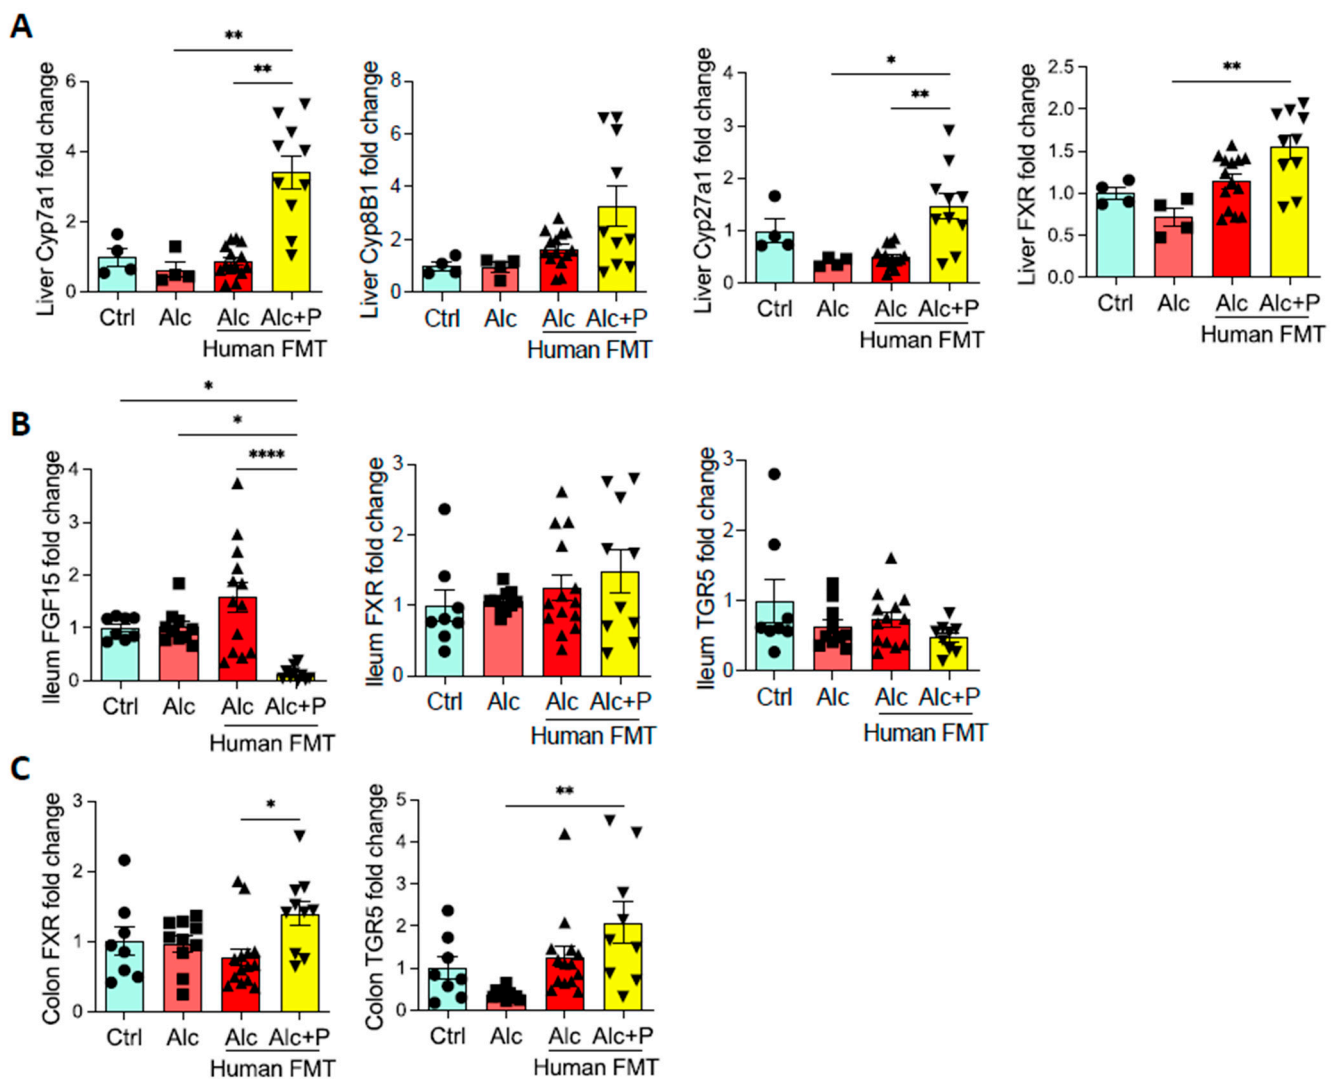 A
Liver Cyp7a1 fold change
6
4
2
0
**
**
Ctrl Alc Alc Alc+P
Human FMT
Liver Cyp8B1 fold change
8
6
4
2
0
Ctrl Alc Alc Alc+P
Human FMT
Liver Cyp27a1 fold change
4
3
2
1
0
*
**
Ctrl Alc Alc Alc+P
Human FMT
Liver FXR fold change
2.5
2.0
1.5
1.0
0.5
0.0
**
Ctrl Alc Alc Alc+P
Human FMT
B
Ileum FGF15 fold change
4
3
2
1
0
*
*
****
Ctrl Alc Alc Alc+P
Human FMT
Ileum FXR fold change
3
2
1
0
Ctrl Alc Alc Alc+P
Human FMT
Ileum TGR5 fold change
3
2
1
0
Ctrl Alc Alc Alc+P
Human FMT
C
Colon FXR fold change
3
2
1
0
*
Ctrl Alc Alc Alc+P
Human FMT
Colon TGR5 fold change
5
4
3
2
1
0
**
Ctrl Alc Alc Alc+P
Human FMT